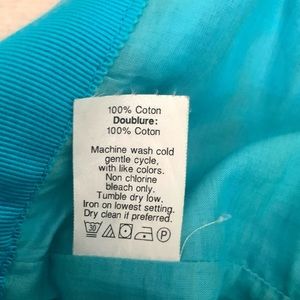 100% Coton
Doublure:
100% Coton
Machine wash cold
gentle cycle,
with like colors.
Non chlorine
bleach only.
Tumble dry low.
Iron on lowest setting.
Dry clean if preferred.
30 P